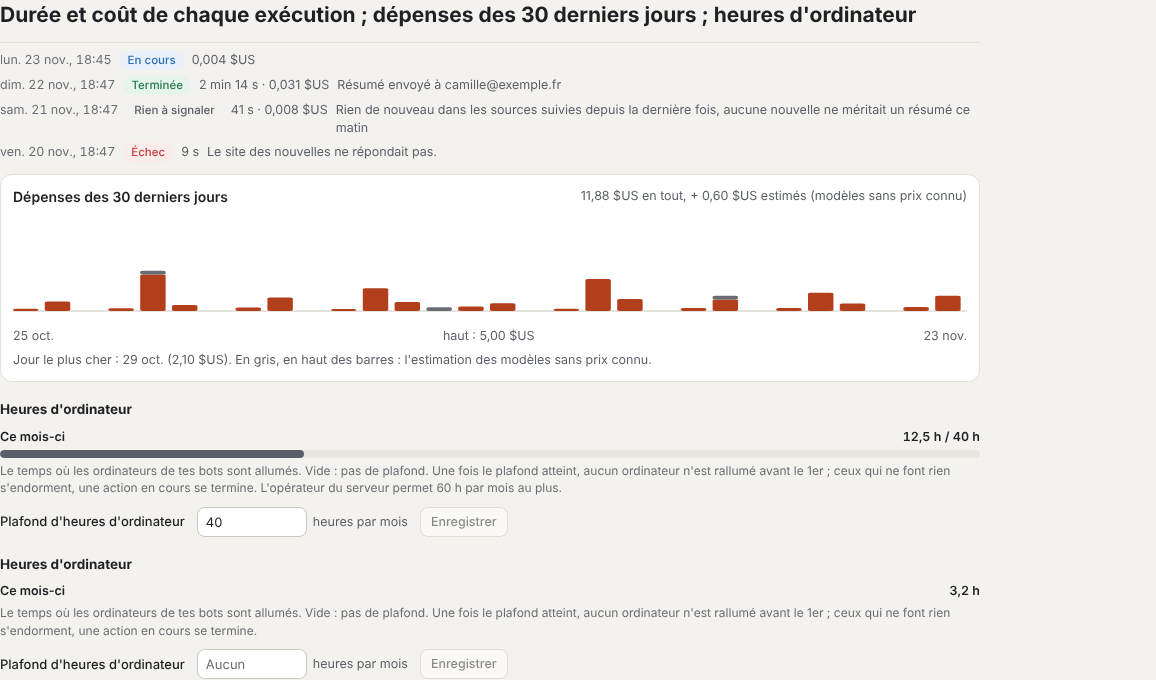 Durée et coût de chaque exécution ; dépenses des 30 derniers jours ; heures d'ordinateur
lun. 23 nov., 18:45 En cours 0,004 $US
dim. 22 nov., 18:47 Terminée 2 min 14 s · 0,031 $US Résumé envoyé à camille@exemple.fr
sam. 21 nov., 18:47 Rien à signaler 41 s · 0,008 $US Rien de nouveau dans les sources suivies depuis la dernière fois, aucune nouvelle ne méritait un résumé ce
matin
ven. 20 nov., 18:47 Échec 9 s Le site des nouvelles ne répondait pas.
Dépenses des 30 derniers jours 11,88 $US en tout, + 0,60 $US estimés (modèles sans prix connu)
25 oct. haut : 5,00 $US 23 nov.
Jour le plus cher : 29 oct. (2,10 $US). En gris, en haut des barres : l'estimation des modèles sans prix connu.
Heures d'ordinateur
Ce mois-ci 12,5 h / 40 h
Le temps où les ordinateurs de tes bots sont allumés. Vide : pas de plafond. Une fois le plafond atteint, aucun ordinateur n'est rallumé avant le 1er ; ceux qui ne font rien
s'endorment, une action en cours se termine. L'opérateur du serveur permet 60 h par mois au plus.
Plafond d'heures d'ordinateur 40 heures par mois Enregistrer
Heures d'ordinateur
Ce mois-ci 3,2 h
Le temps où les ordinateurs de tes bots sont allumés. Vide : pas de plafond. Une fois le plafond atteint, aucun ordinateur n'est rallumé avant le 1er ; ceux qui ne font rien
s'endorment, une action en cours se termine.
Plafond d'heures d'ordinateur Aucun heures par mois Enregistrer